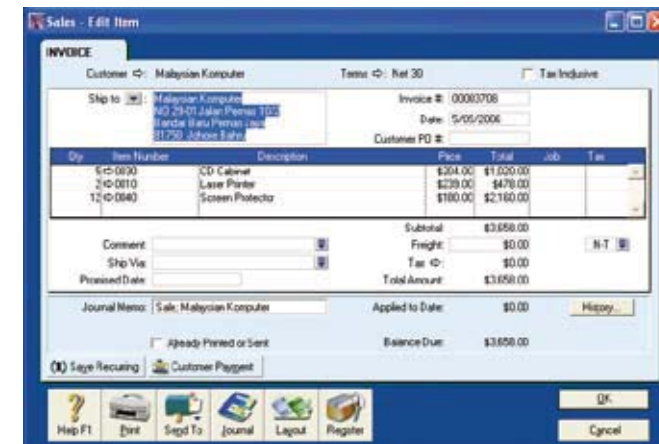 Sales - Edit Item
INVOICE
Customer ⇨: Malaysian Komputer Terms ⇨: Net 30 Tax Inclusive
Ship to : Malaysian Komputer Invoice #: 00003706
NO 29-01 Jalan Permas 10/2 Date: 5/05/2006
Bandar Baru Permas Jaya
81750 Johore Bahru Customer PO #:
Qty Item Number Description Price Total Job Tax
5 ⇨0030 CD Cabinet $204.00 $1,020.00
2 ⇨0010 Laser Printer $239.00 $478.00
12 ⇨0040 Screen Protector $180.00 $2,160.00
Subtotal: $3,658.00
Comment: Freight: $0.00 N-T
Ship Via: Tax ⇨: $0.00
Promised Date: Total Amount: $3,658.00
Journal Memo: Sale; Malaysian Komputer Applied to Date: $0.00 History...
Already Printed or Sent Balance Due: $3,658.00
Save Recurring Customer Payment
Help F1 Print Send To Journal Layout Register
OK
Cancel